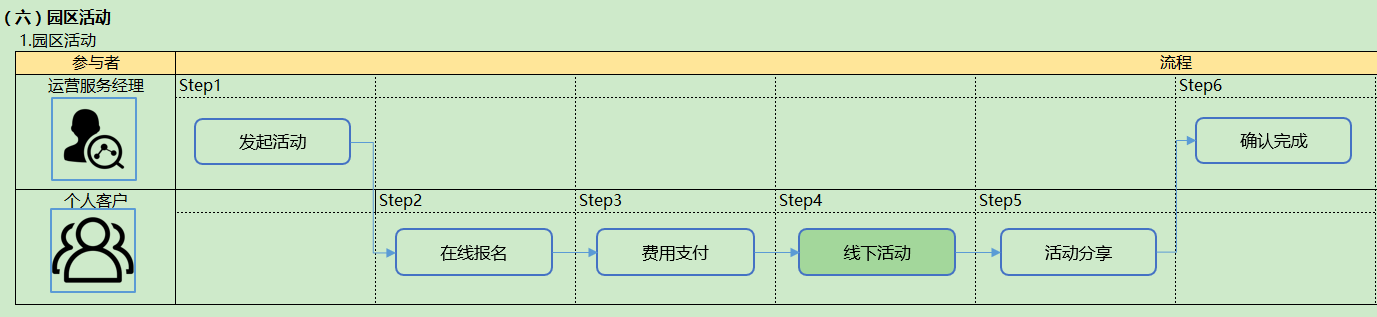 （六）园区活动
1.园区活动
参与者 流程
运营服务经理 Step1 Step6
发起活动 确认完成
个人客户 Step2 Step3 Step4 Step5
在线报名 费用支付 线下活动 活动分享